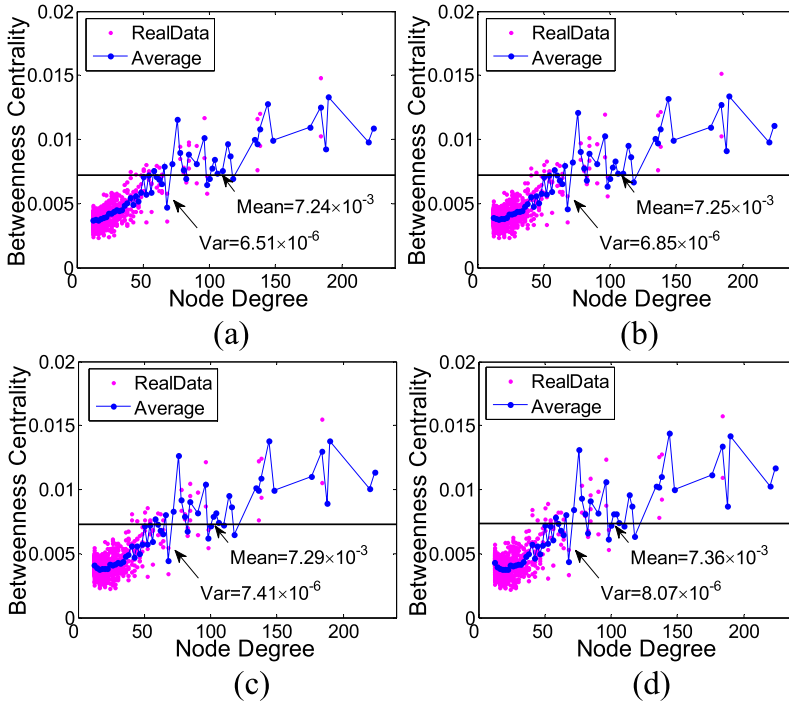 0.02
0.015
0.01
0.005
0
Betweenness Centrality
RealData
Average
Mean=7.24×10⁻³
Var=6.51×10⁻⁶
0 50 100 150 200
Node Degree
(a)
0.02
0.015
0.01
0.005
0
Betweenness Centrality
RealData
Average
Mean=7.25×10⁻³
Var=6.85×10⁻⁶
0 50 100 150 200
Node Degree
(b)
0.02
0.015
0.01
0.005
0
Betweenness Centrality
RealData
Average
Mean=7.29×10⁻³
Var=7.41×10⁻⁶
0 50 100 150 200
Node Degree
(c)
0.02
0.015
0.01
0.005
0
Betweenness Centrality
RealData
Average
Mean=7.36×10⁻³
Var=8.07×10⁻⁶
0 50 100 150 200
Node Degree
(d)